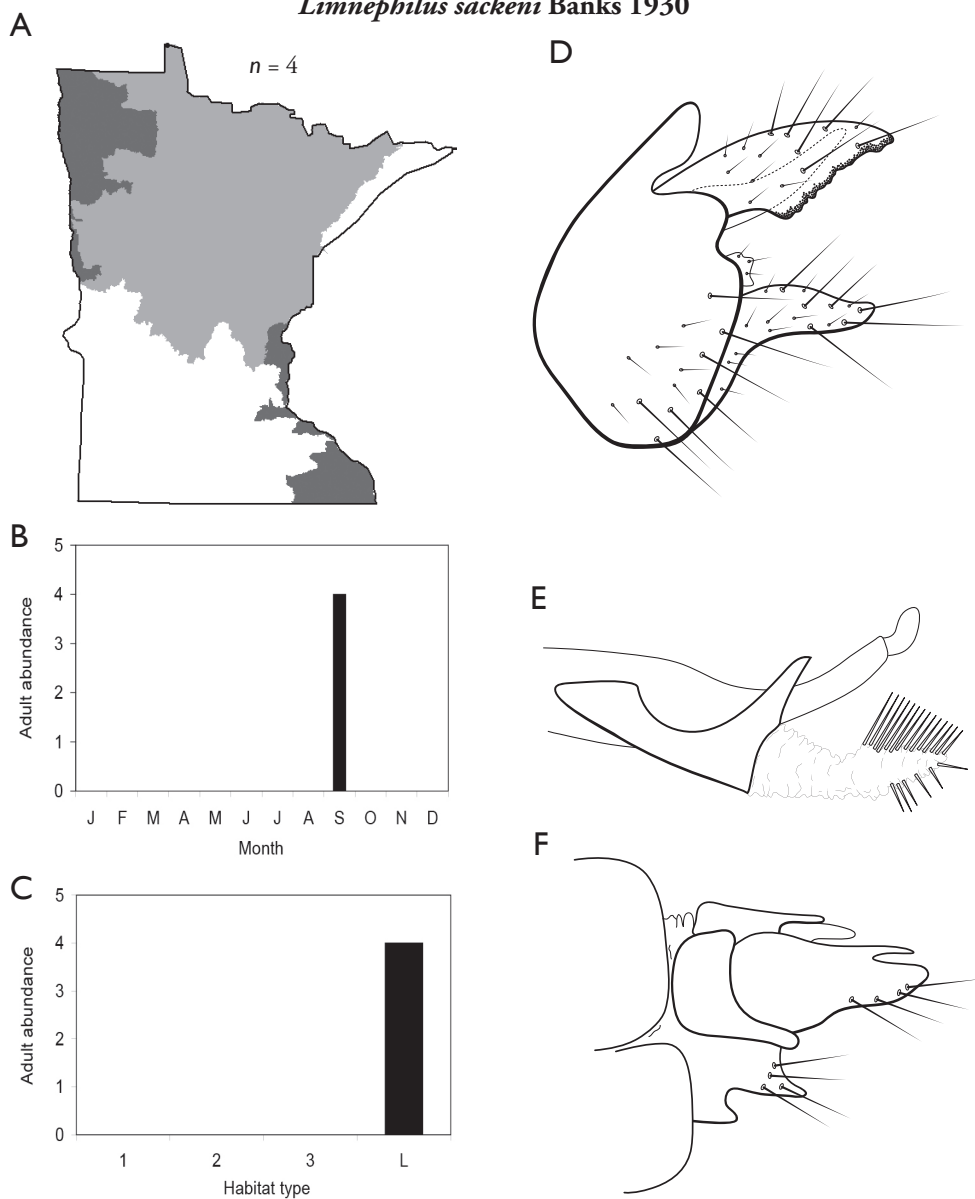 Limnephilus sackeni Banks 1930
A
n = 4
D
B
5
4
3
2
1
0
Adult abundance
J F M A M J J A S O N D
Month
E
C
5
4
3
2
1
0
Adult abundance
1 2 3 L
Habitat type
F